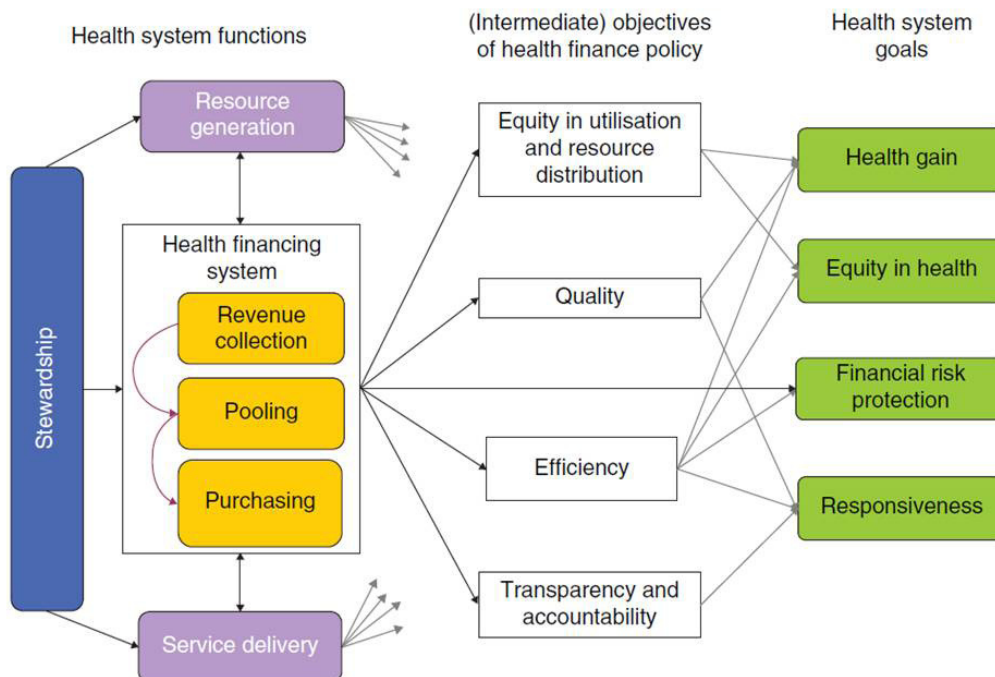 Health system functions
(Intermediate) objectives
of health finance policy
Health system
goals
Stewardship
Resource
generation
Health financing
system
Revenue
collection
Pooling
Purchasing
Service delivery
Equity in utilisation
and resource
distribution
Quality
Efficiency
Transparency and
accountability
Health gain
Equity in health
Financial risk
protection
Responsiveness